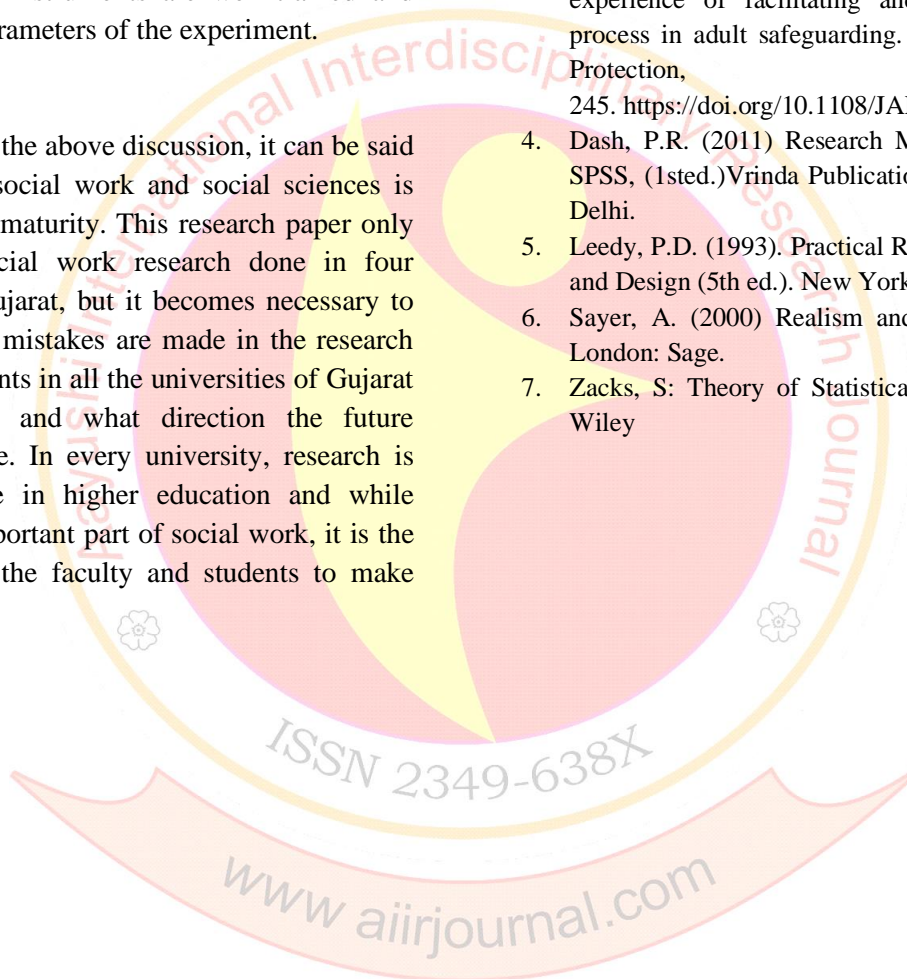 rameters of the experiment.
the above discussion, it can be said
social work and social sciences is
maturity. This research paper only
cial work research done in four
ujarat, but it becomes necessary to
mistakes are made in the research
nts in all the universities of Gujarat
and what direction the future
e. In every university, research is
e in higher education and while
portant part of social work, it is the
the faculty and students to make
experience of facilitating and
process in adult safeguarding.
Protection,
245. https://doi.org/10.1108/JA
4. Dash, P.R. (2011) Research M
SPSS, (1sted.)Vrinda Publicatio
Delhi.
5. Leedy, P.D. (1993). Practical R
and Design (5th ed.). New York
6. Sayer, A. (2000) Realism and
London: Sage.
7. Zacks, S: Theory of Statistica
Wiley
Aayushi International Interdisciplinary Research Journal
ISSN 2349-638X
www aiirjournal.com